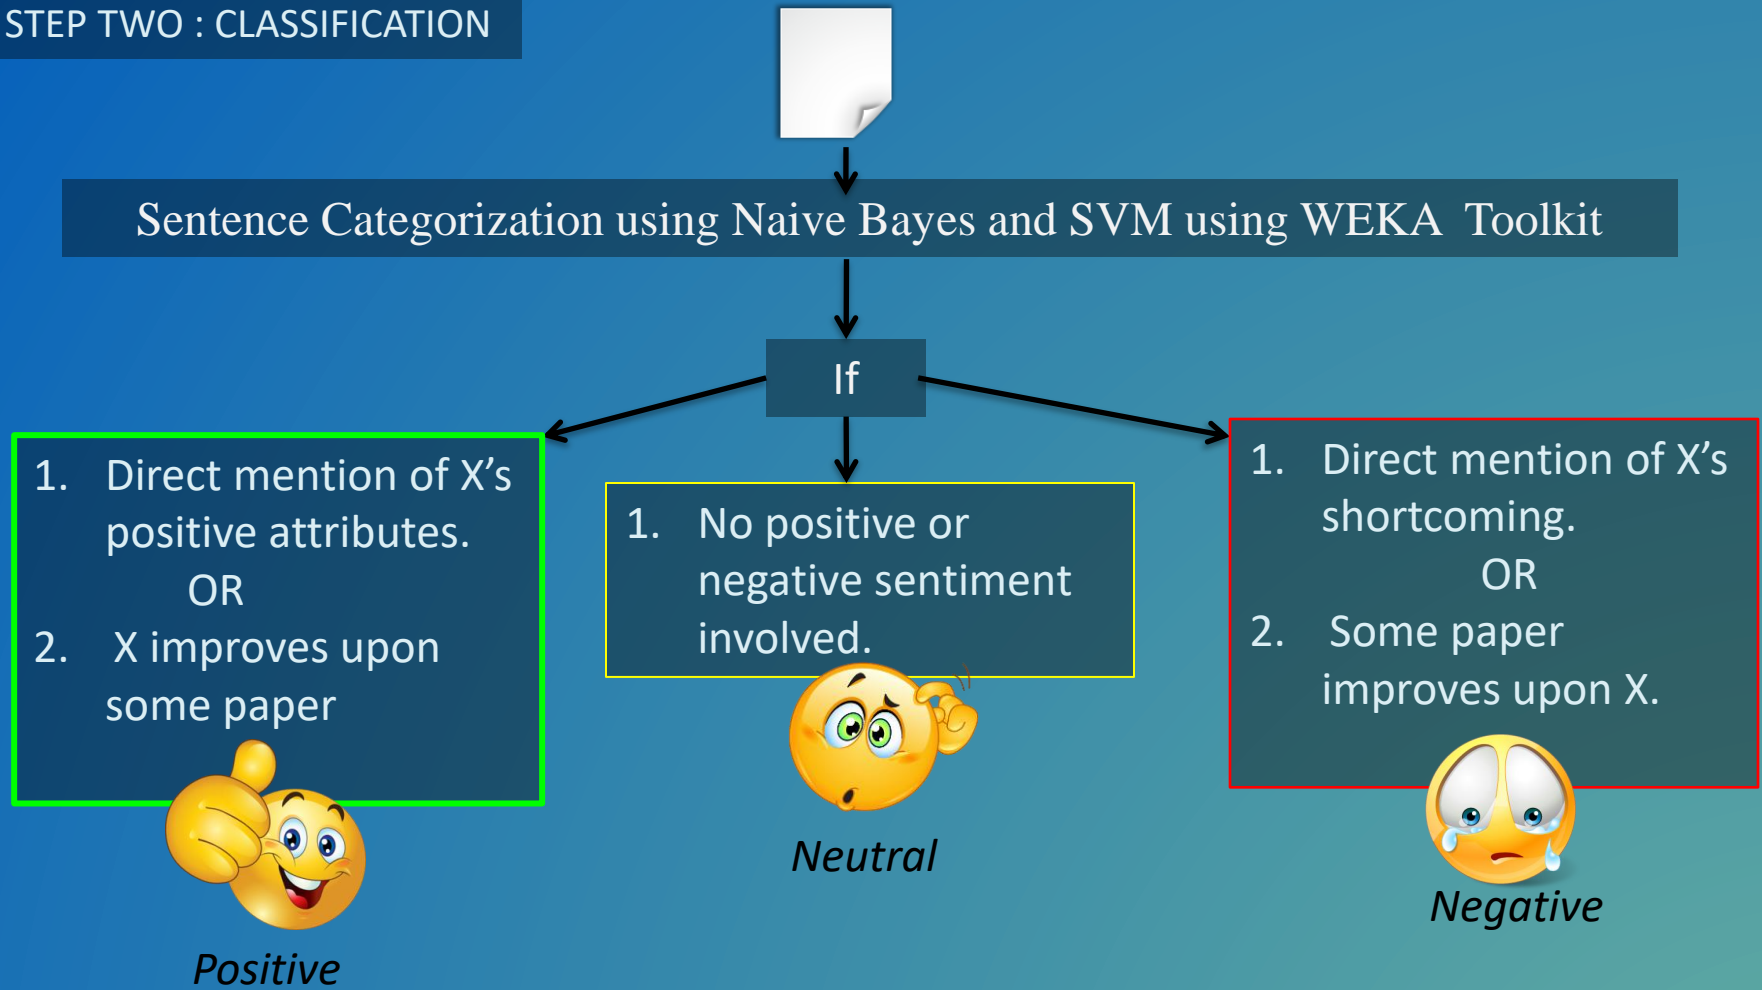 STEP TWO : CLASSIFICATION
Sentence Categorization using Naive Bayes and SVM using WEKA Toolkit
If
1. Direct mention of X’s
positive attributes.
OR
2. X improves upon
some paper
Positive
1. No positive or
negative sentiment
involved.
Neutral
1. Direct mention of X’s
shortcoming.
OR
2. Some paper
improves upon X.
Negative